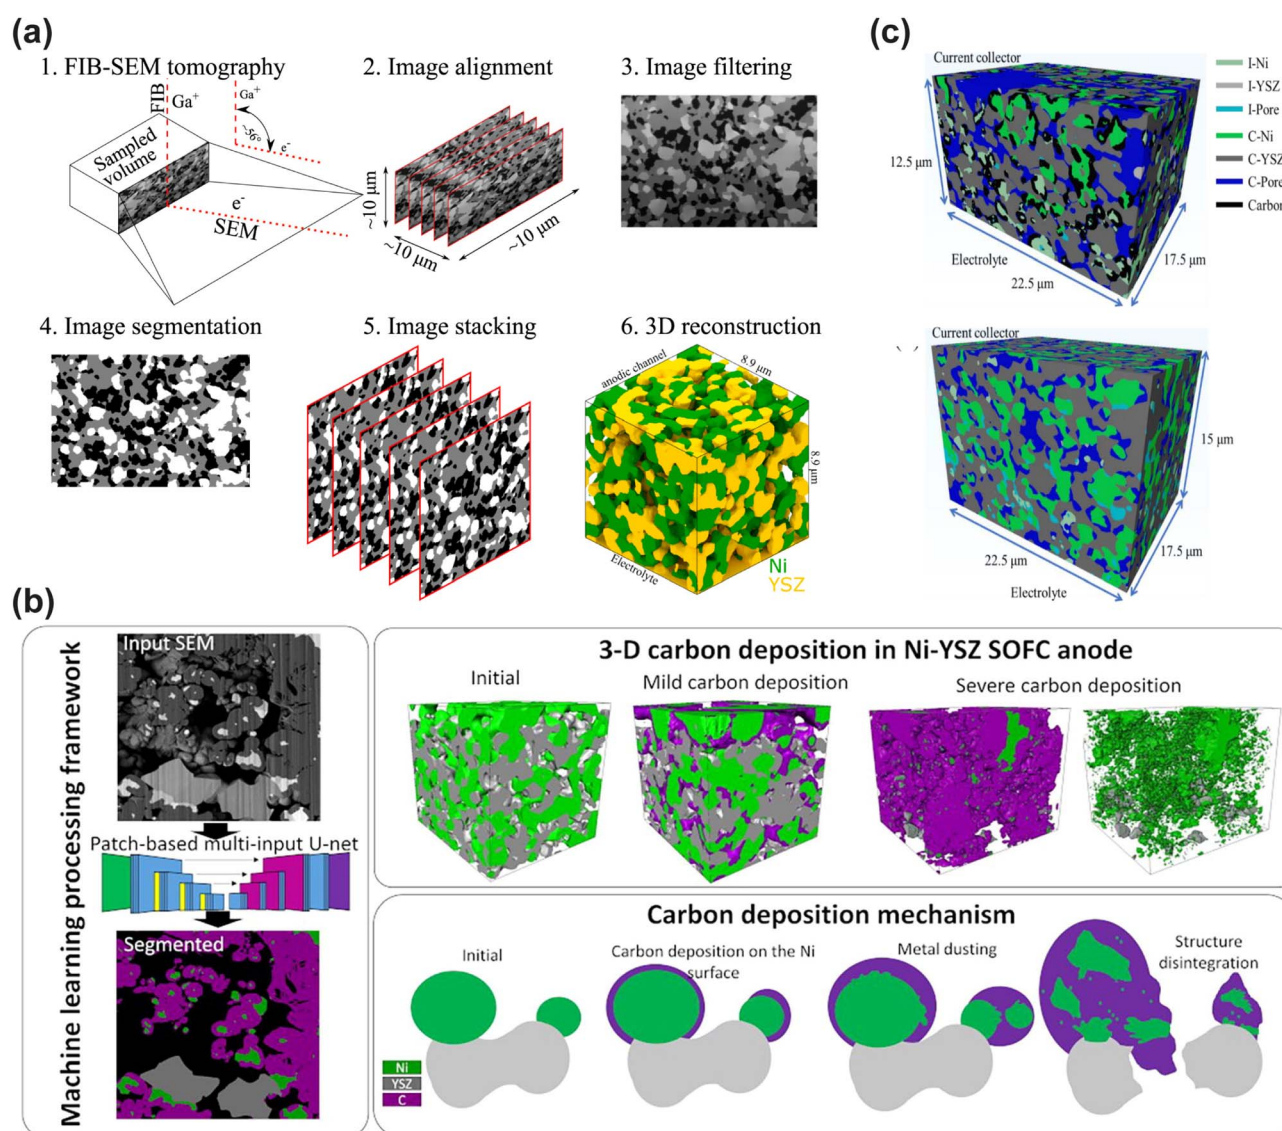 (a)
1. FIB-SEM tomography
FIB
Ga+
Ga+
~56°
e-
Sampled
volume
e-
SEM
2. Image alignment
~10 μm
~10 μm
~10 μm
3. Image filtering
4. Image segmentation
5. Image stacking
6. 3D reconstruction
anodic channel
8.9 μm
8.9 μm
Electrolyte
Ni
YSZ
(c)
Current collector
12.5 μm
Electrolyte
22.5 μm
17.5 μm
I-Ni
I-YSZ
I-Pore
C-Ni
C-YSZ
C-Pore
Carbon
Current collector
15 μm
17.5 μm
22.5 μm
Electrolyte
(b)
Machine learning processing framework
Input SEM
Patch-based multi-input U-net
Segmented
3-D carbon deposition in Ni-YSZ SOFC anode
Initial
Mild carbon deposition
Severe carbon deposition
Carbon deposition mechanism
Initial
Carbon deposition on the Ni
surface
Metal dusting
Structure
disintegration
Ni
YSZ
C